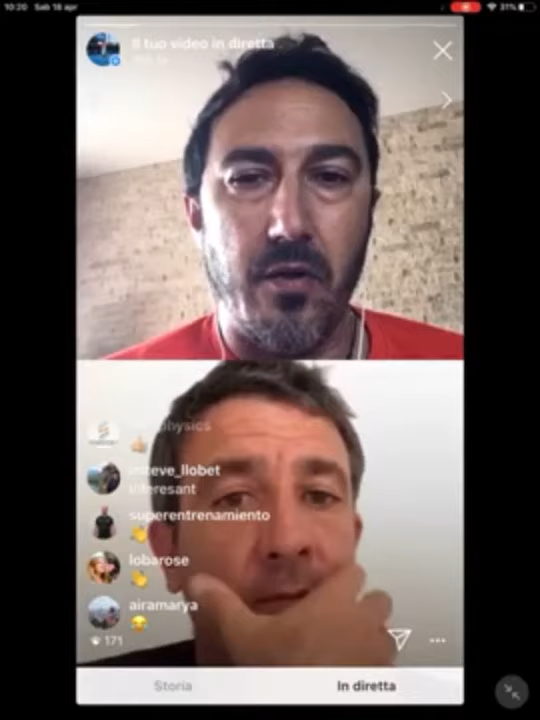 10:20 Sab 18 apr
31%
Il tuo video in diretta
physics
esteve_llobet
interesant
superentrenamiento
lobarose
airamarya
171
Storia
In diretta